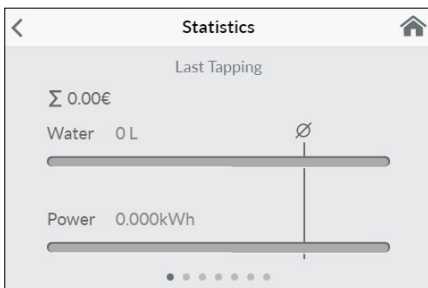 Statistics
Last Tapping
Σ 0.00€
Water 0 L Ø
Power 0.000kWh